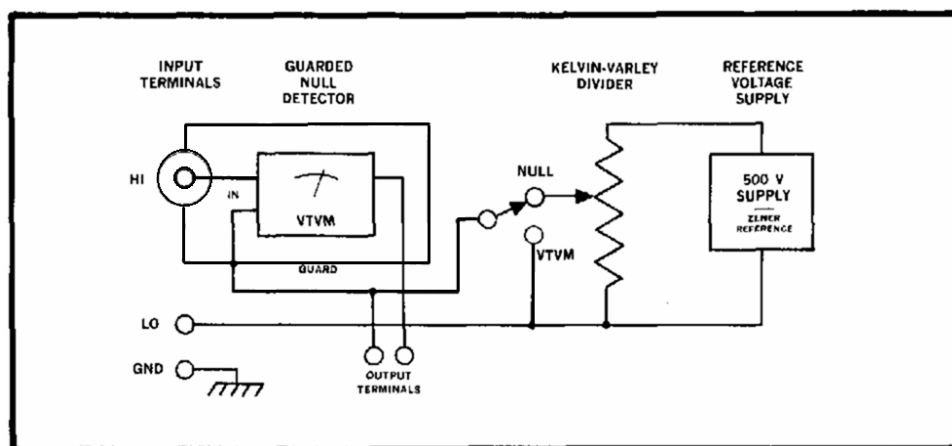 INPUT
TERMINALS
GUARDED
NULL
DETECTOR
KELVIN-VARLEY
DIVIDER
REFERENCE
VOLTAGE
SUPPLY
HI
IN
VTVM
GUARD
NULL
VTVM
500 V
SUPPLY
ZENER
REFERENCE
LO
GND
OUTPUT
TERMINALS